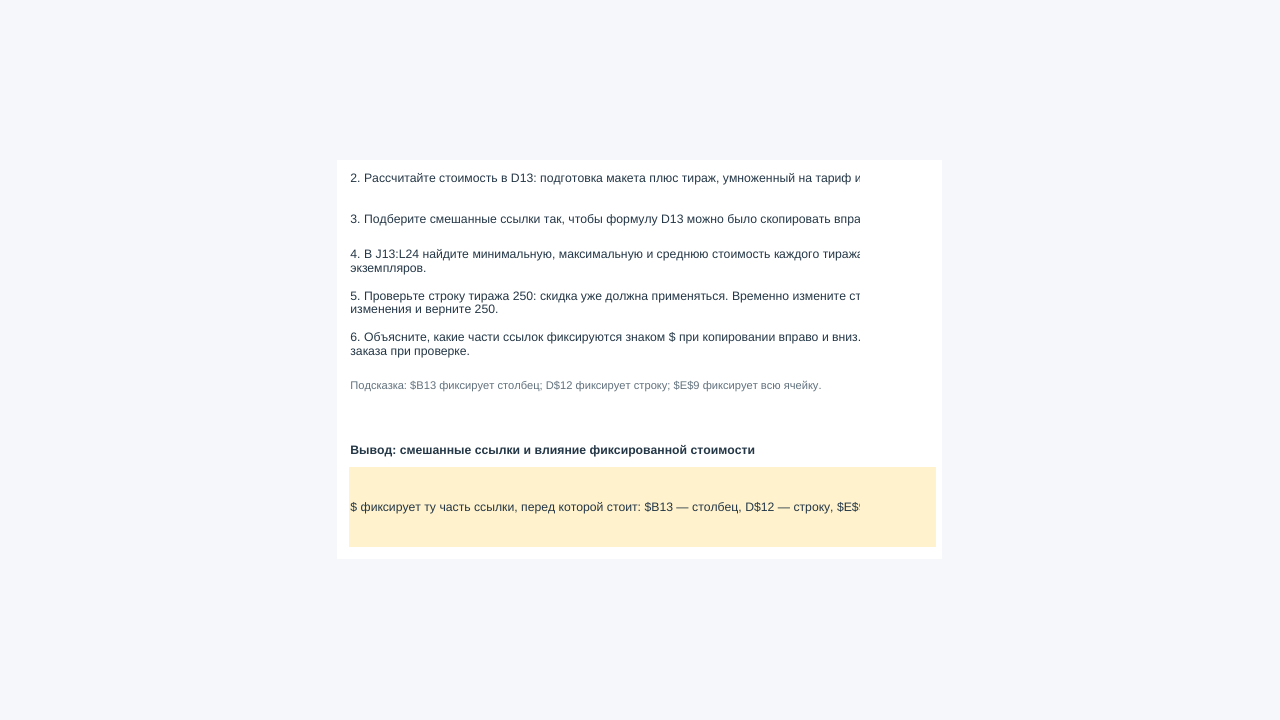 2. Рассчитайте стоимость в D13: подготовка макета плюс тираж, умноженный на тариф и
3. Подберите смешанные ссылки так, чтобы формулу D13 можно было скопировать впра
4. В J13:L24 найдите минимальную, максимальную и среднюю стоимость каждого тиража
экземпляров.
5. Проверьте строку тиража 250: скидка уже должна применяться. Временно измените ст
изменения и верните 250.
6. Объясните, какие части ссылок фиксируются знаком $ при копировании вправо и вниз.
заказа при проверке.
Подсказка: $B13 фиксирует столбец; D$12 фиксирует строку; $E$9 фиксирует всю ячейку.
Вывод: смешанные ссылки и влияние фиксированной стоимости
$ фиксирует ту часть ссылки, перед которой стоит: $B13 — столбец, D$12 — строку, $E$